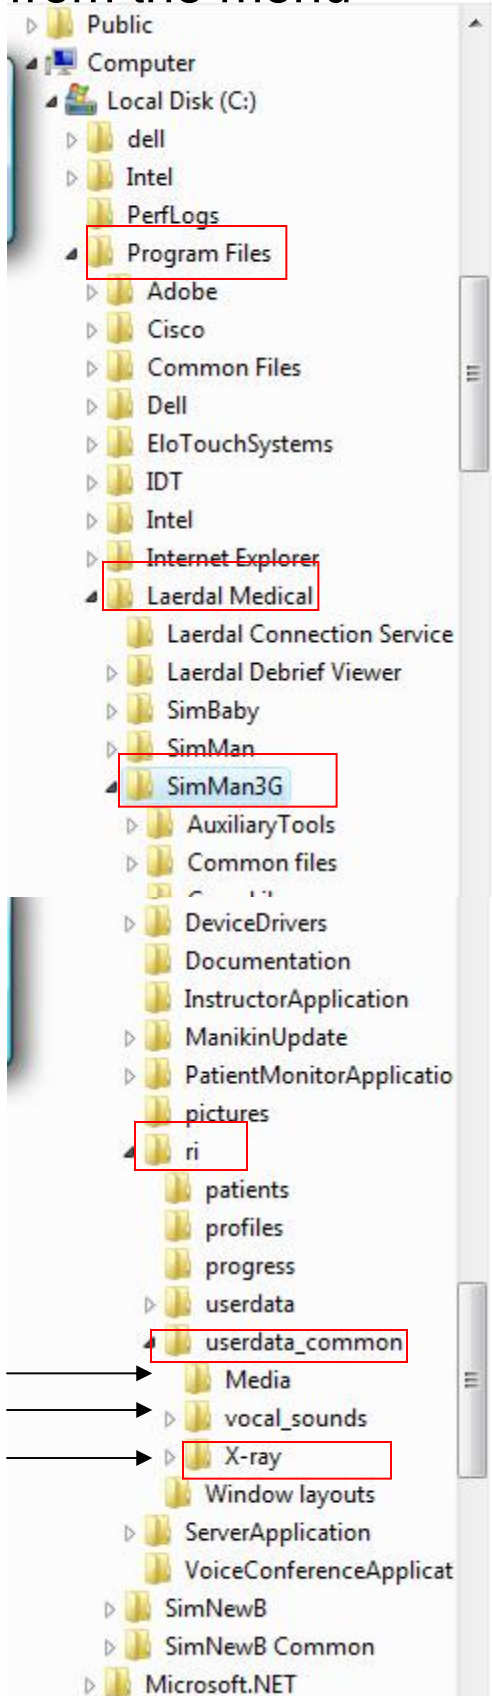 from the menu
Public
Computer
Local Disk (C:)
dell
Intel
PerfLogs
Program Files
Adobe
Cisco
Common Files
Dell
EloTouchSystems
IDT
Intel
Internet Explorer
Laerdal Medical
Laerdal Connection Service
Laerdal Debrief Viewer
SimBaby
SimMan
SimMan3G
AuxiliaryTools
Common files
DeviceDrivers
Documentation
InstructorApplication
ManikinUpdate
PatientMonitorApplicatio
pictures
ri
patients
profiles
progress
userdata
userdata_common
Media
vocal_sounds
X-ray
Window layouts
ServerApplication
VoiceConferenceApplicat
SimNewB
SimNewB Common
Microsoft.NET